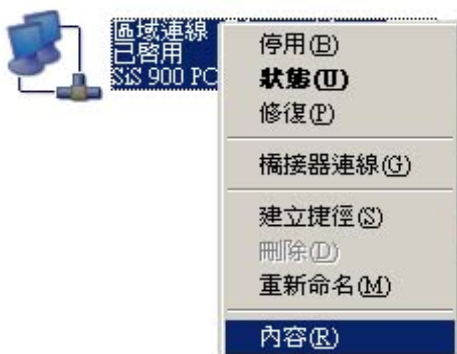 區域連線
已啟用
SiS 900 PC
停用(B)
狀態(U)
修復(P)
橋接器連線(G)
建立捷徑(S)
刪除(D)
重新命名(M)
內容(R)